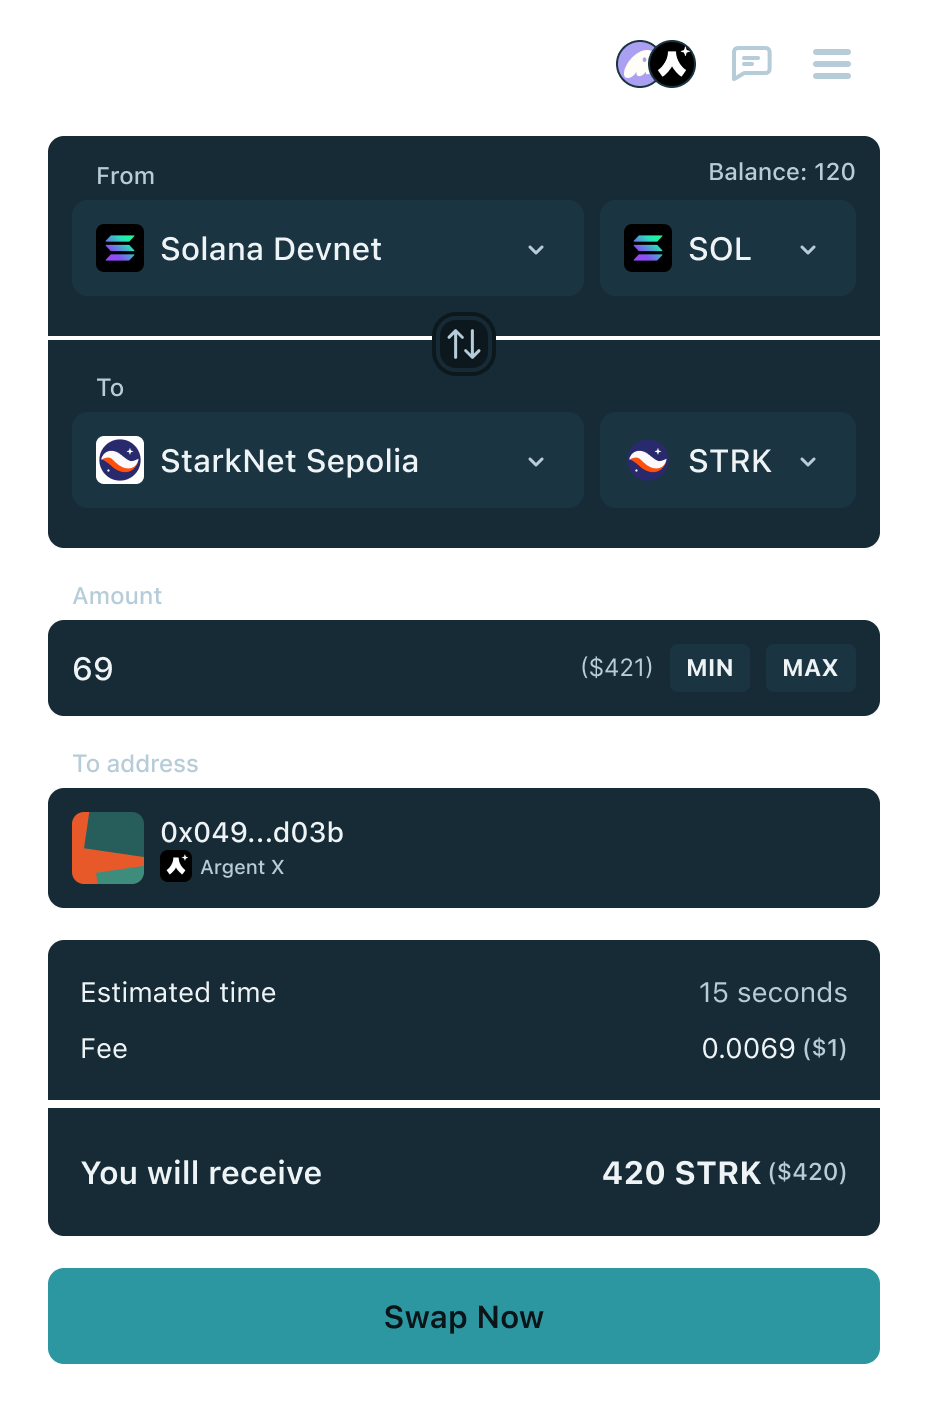 From
Balance: 120
Solana Devnet
SOL
To
StarkNet Sepolia
STRK
Amount
69
($421)
MIN
MAX
To address
0x049...d03b
Argent X
Estimated time
15 seconds
Fee
0.0069 ($1)
You will receive
420 STRK ($420)
Swap Now